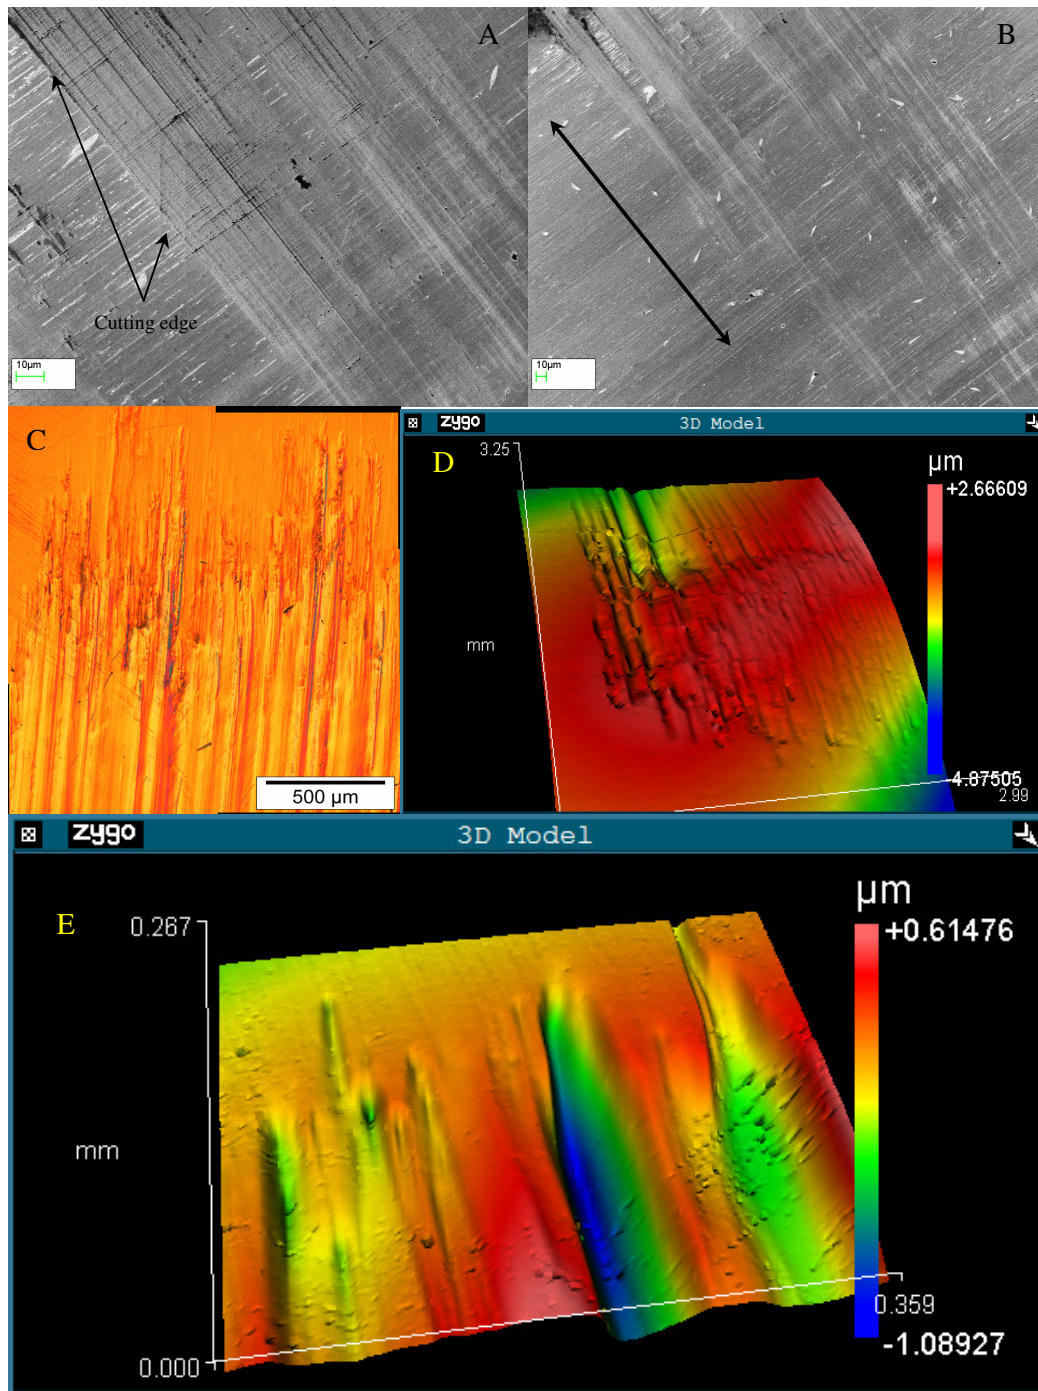 A
Cutting edge
10µm
B
10µm
C
500 µm
zygo
3D Model
D
3.25
mm
µm
+2.66609
-4.87505
2.99
zygo
3D Model
E
0.267
mm
0.000
µm
+0.61476
0.359
-1.08927